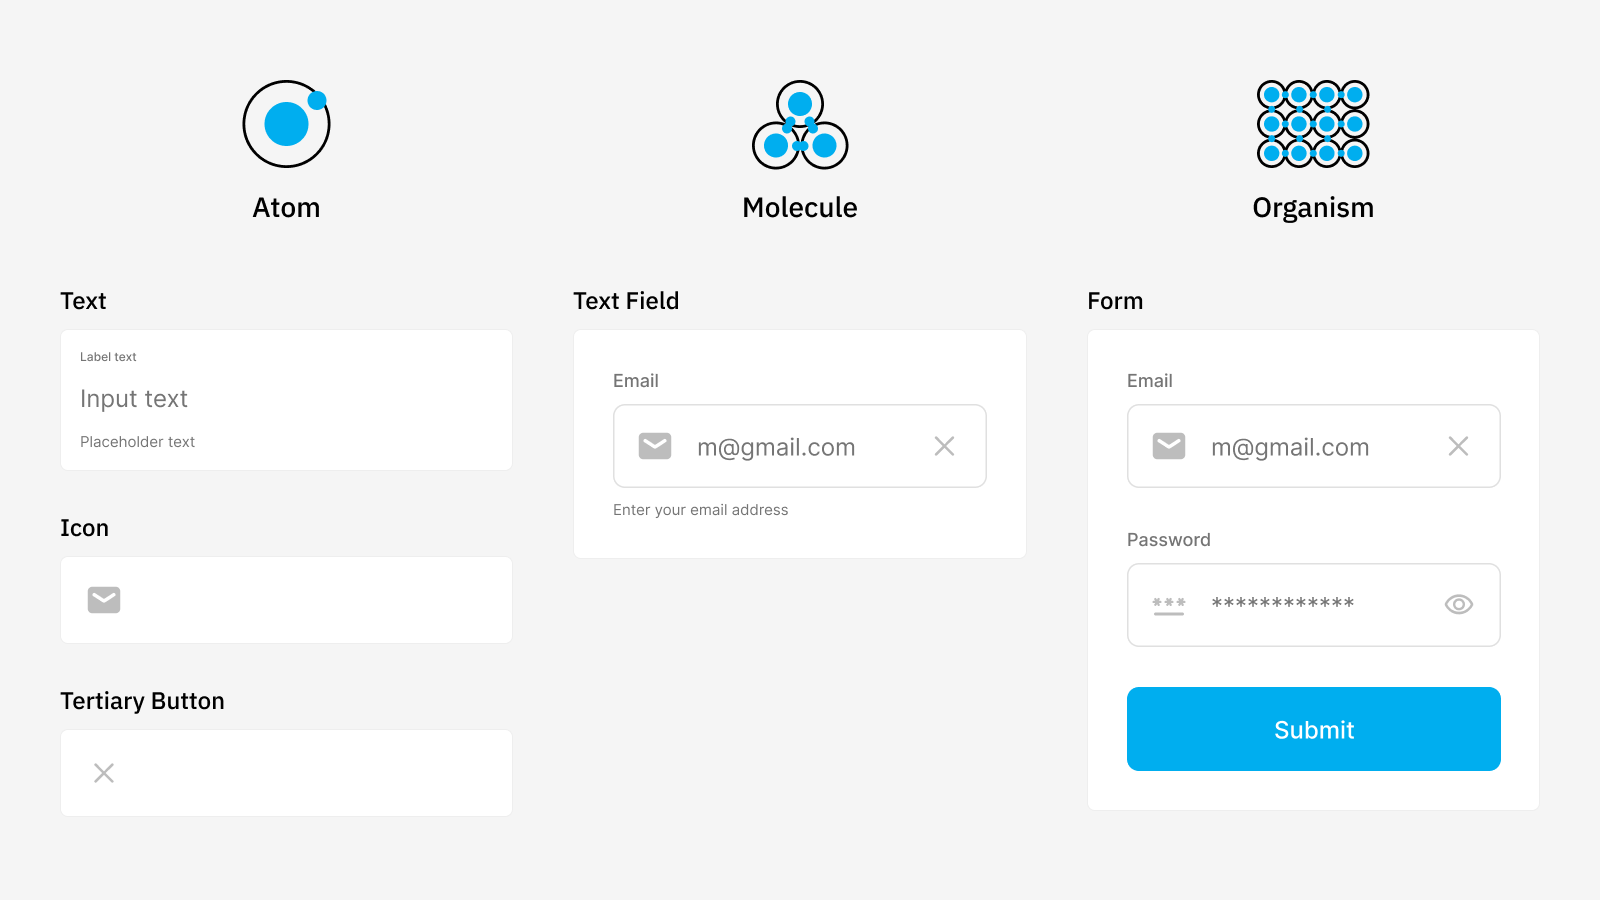 Atom
Molecule
Organism
Text
Label text
Input text
Placeholder text
Icon
Tertiary Button
Text Field
Email
m@gmail.com
Enter your email address
Form
Email
m@gmail.com
Password
*** ************
Submit